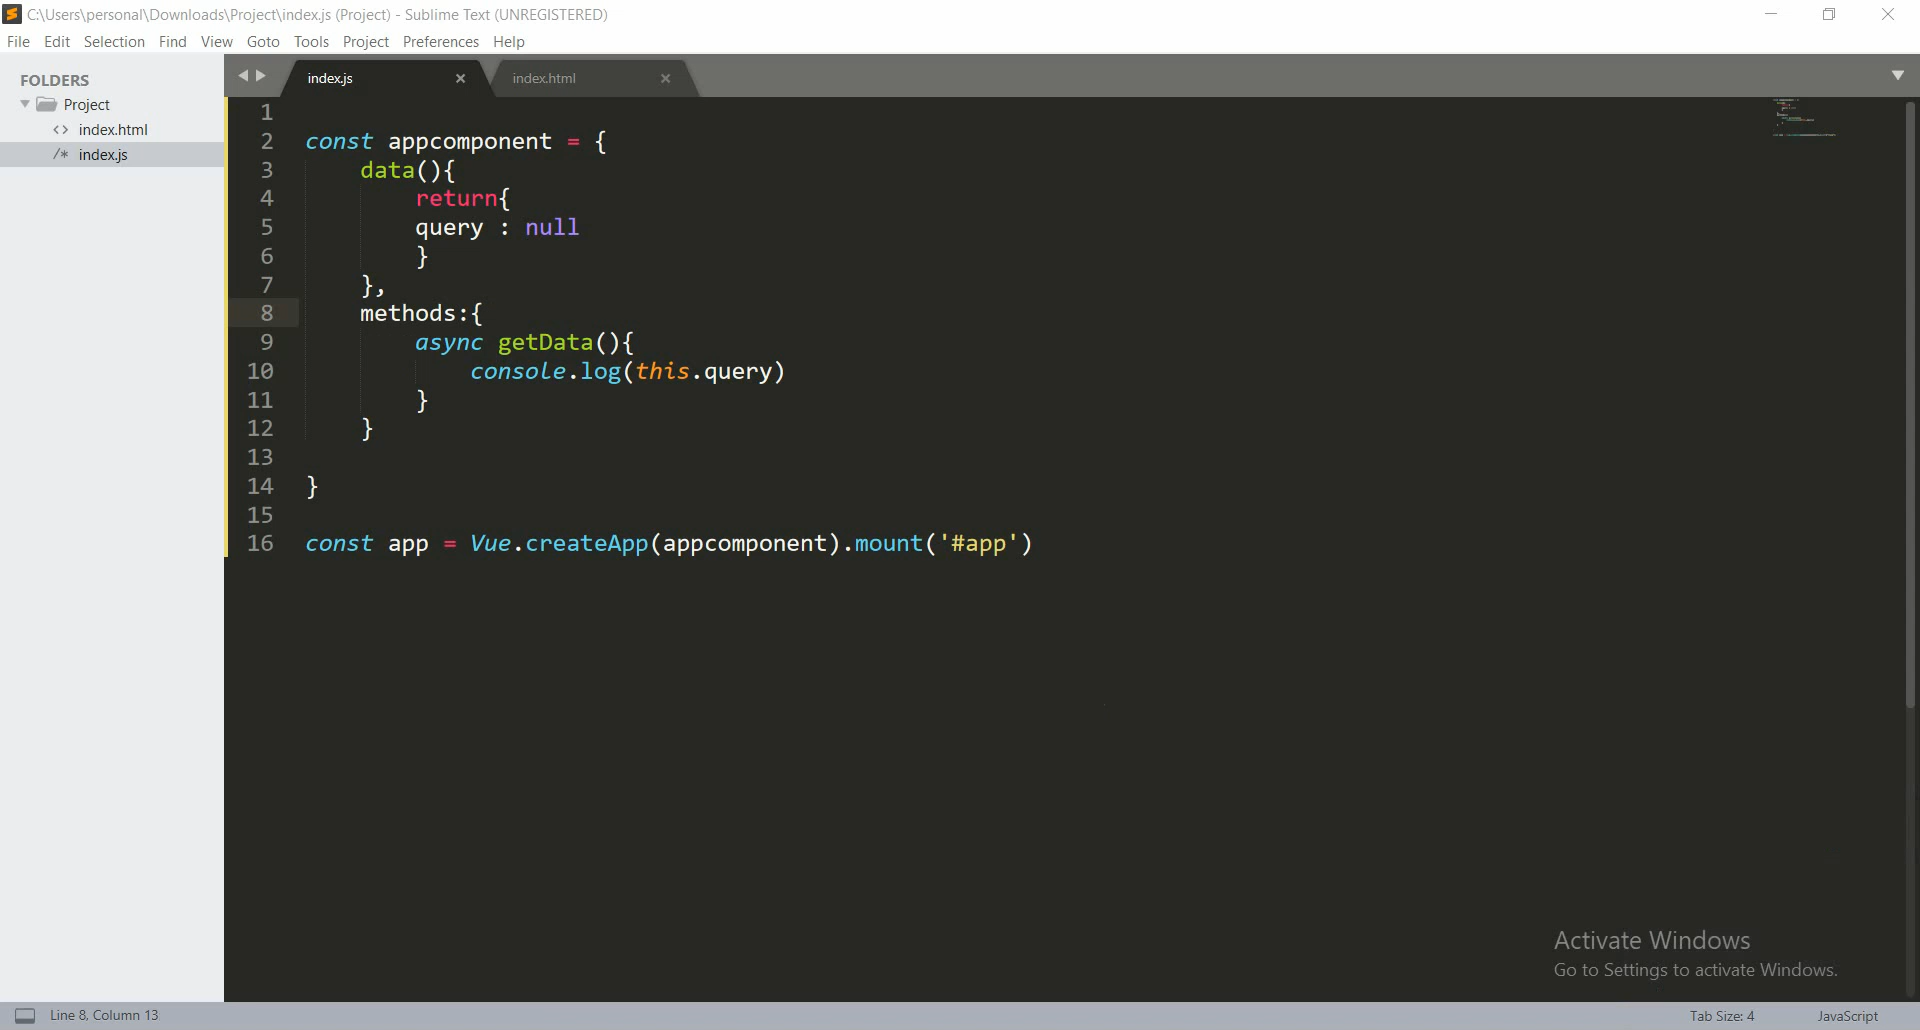 C:\Users\personal\Downloads\Project\index.js (Project) - Sublime Text (UNREGISTERED)
File Edit Selection Find View Goto Tools Project Preferences Help
FOLDERS
Project
<> index.html
/* index.js
index.js
index.html
1
2 const appcomponent = {
3 data(){
4 return{
5 query : null
6 }
7 },
8 methods:{
9 async getData(){
10 console.log(this.query)
11 }
12 }
13
14 }
15
16 const app = Vue.createApp(appcomponent).mount('#app')
Activate Windows
Go to Settings to activate Windows.
Line 8, Column 13
Tab Size: 4
JavaScript